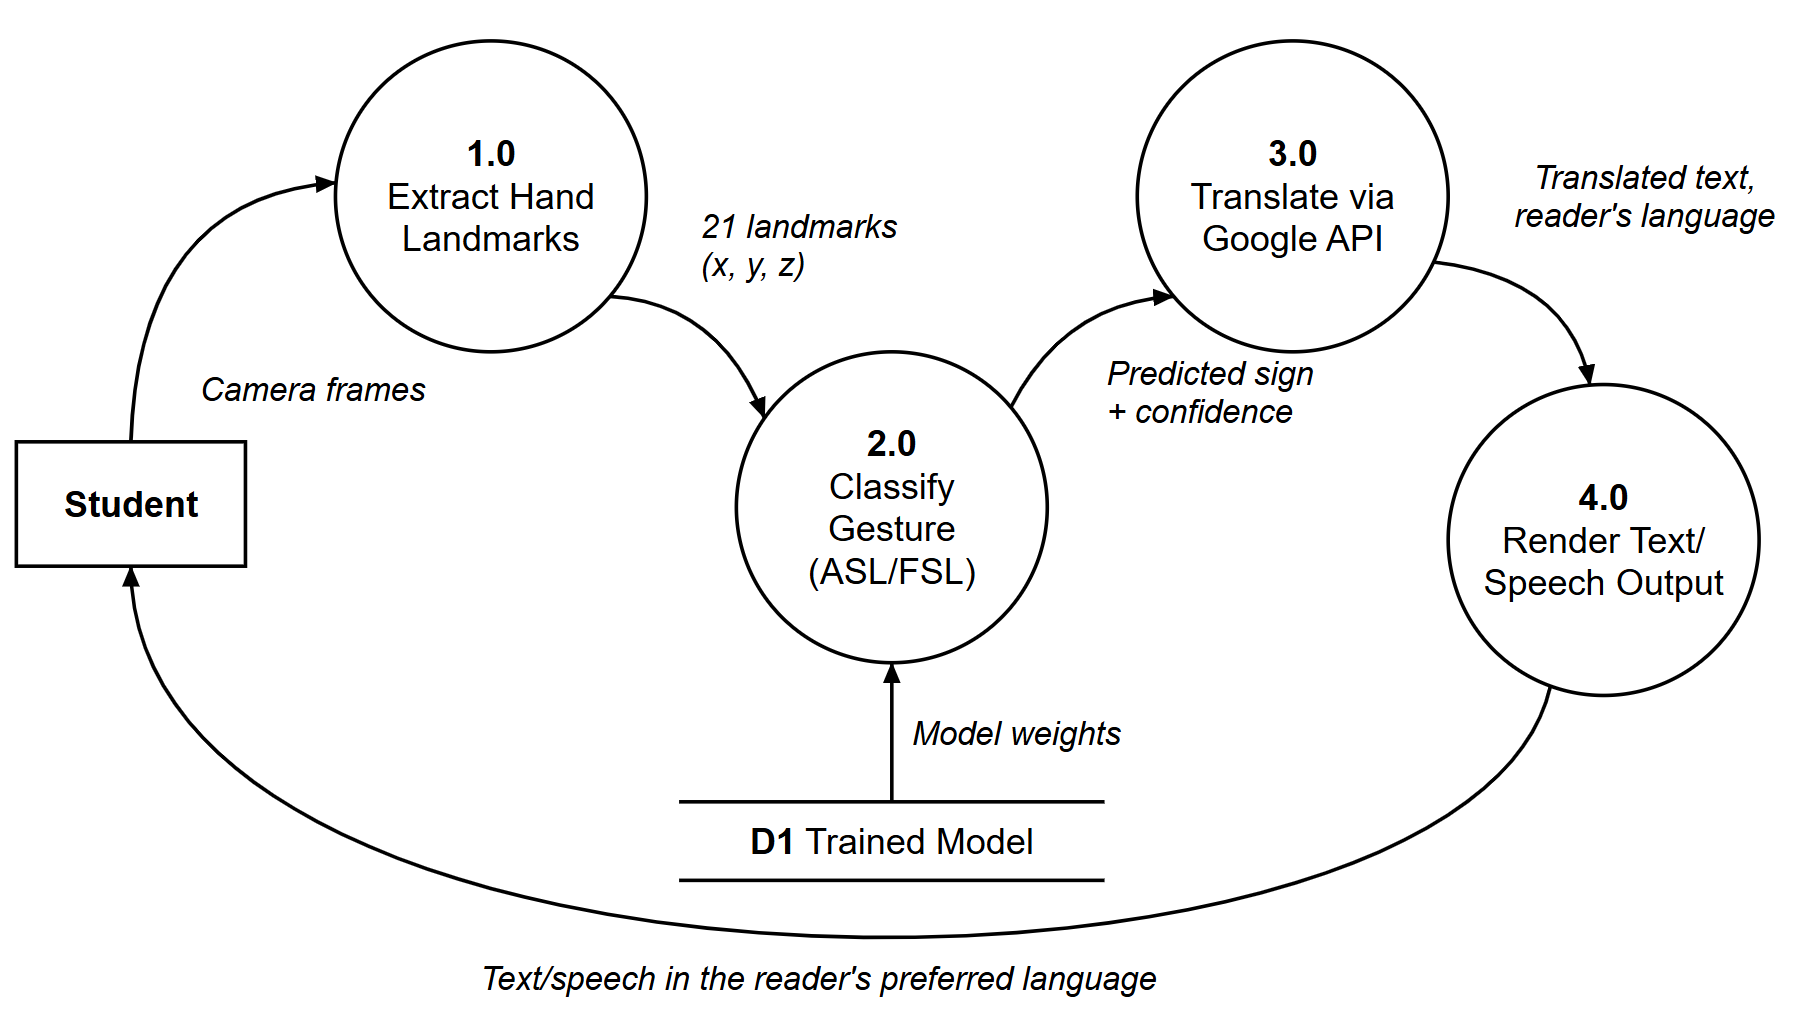 1.0
Extract Hand
Landmarks
3.0
Translate via
Google API
Translated text,
reader's language
21 landmarks
(x, y, z)
Camera frames
Predicted sign
+ confidence
Student
2.0
Classify
Gesture
(ASL/FSL)
4.0
Render Text/
Speech Output
Model weights
D1 Trained Model
Text/speech in the reader's preferred language